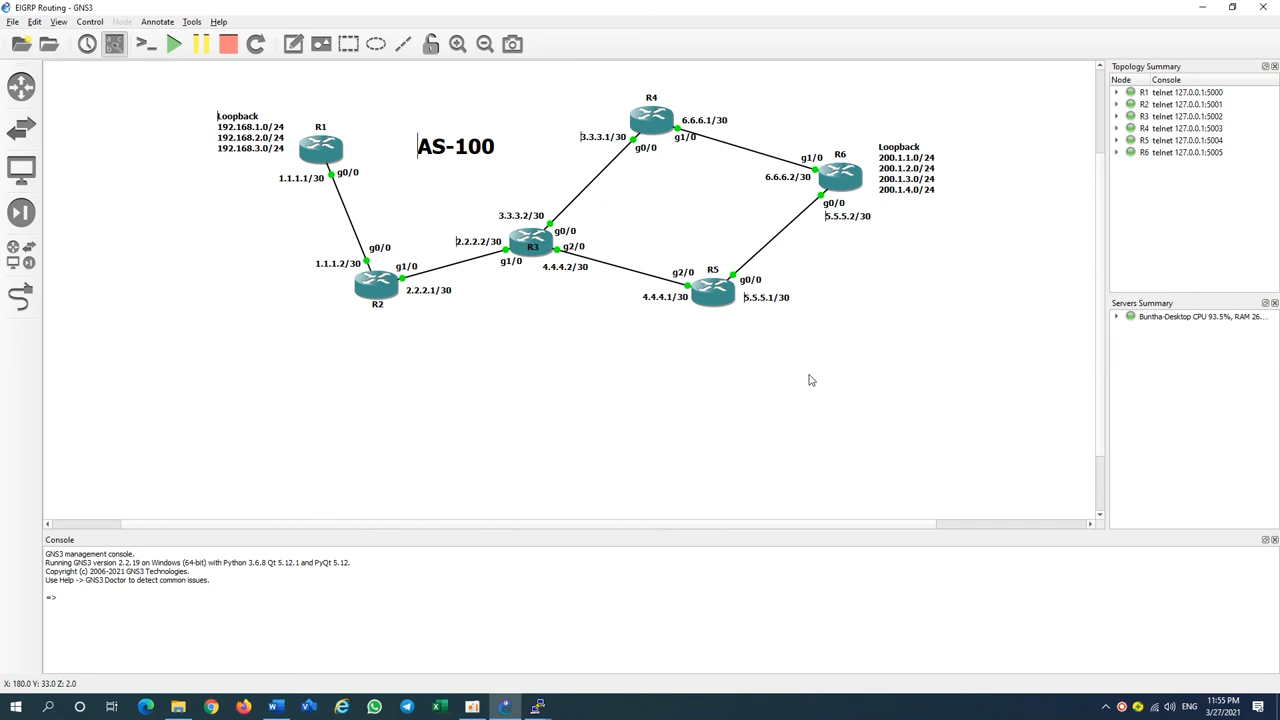 EIGRP Routing - GNS3
File Edit View Control Node Annotate Tools Help
Loopback
192.168.1.0/24
192.168.2.0/24
192.168.3.0/24
R1
g0/0
1.1.1.1/30
AS-100
R4
3.3.3.1/30
g0/0
6.6.6.1/30
g1/0
g1/0
R6
6.6.6.2/30
g0/0
5.5.5.2/30
Loopback
200.1.1.0/24
200.1.2.0/24
200.1.3.0/24
200.1.4.0/24
3.3.3.2/30
g0/0
2.2.2.2/30
R3
g2/0
g1/0
4.4.4.2/30
g0/0
1.1.1.2/30
g1/0
2.2.2.1/30
R2
g2/0
R5
g0/0
4.4.4.1/30
5.5.5.1/30
Topology Summary
Node Console
R1 telnet 127.0.0.1:5000
R2 telnet 127.0.0.1:5001
R3 telnet 127.0.0.1:5002
R4 telnet 127.0.0.1:5003
R5 telnet 127.0.0.1:5004
R6 telnet 127.0.0.1:5005
Servers Summary
Buntha-Desktop CPU 93.5%, RAM 26....
Console
GNS3 management console.
Running GNS3 version 2.2.19 on Windows (64-bit) with Python 3.6.8 Qt 5.12.1 and PyQt 5.12.
Copyright (c) 2006-2021 GNS3 Technologies.
Use Help -> GNS3 Doctor to detect common issues.
=>
X: 180.0 Y: 33.0 Z: 2.0
ENG
11:55 PM
3/27/2021